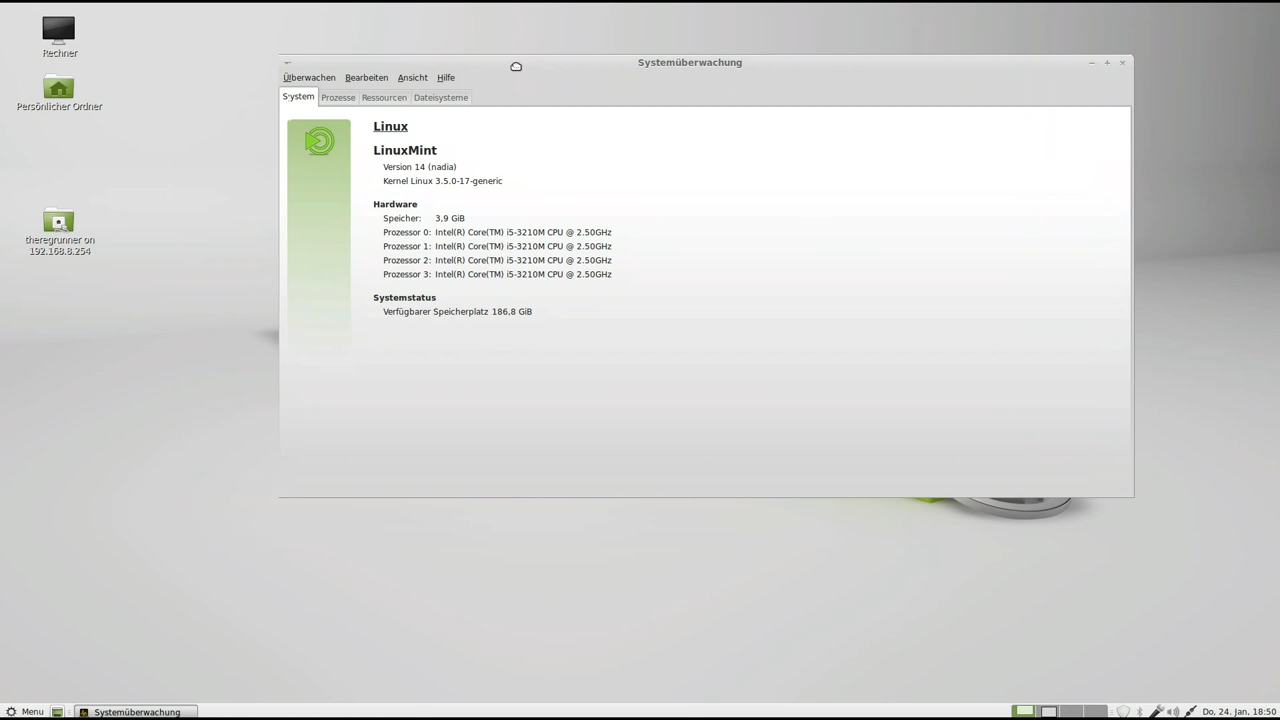 Rechner
Persönlicher Ordner
theregrunner on
192.168.8.254
Systemüberwachung
Überwachen Bearbeiten Ansicht Hilfe
System Prozesse Ressourcen Dateisysteme
Linux
LinuxMint
Version 14 (nadia)
Kernel Linux 3.5.0-17-generic
Hardware
Speicher: 3,9 GiB
Prozessor 0: Intel(R) Core(TM) i5-3210M CPU @ 2.50GHz
Prozessor 1: Intel(R) Core(TM) i5-3210M CPU @ 2.50GHz
Prozessor 2: Intel(R) Core(TM) i5-3210M CPU @ 2.50GHz
Prozessor 3: Intel(R) Core(TM) i5-3210M CPU @ 2.50GHz
Systemstatus
Verfügbarer Speicherplatz 186,8 GiB
Menu Systemüberwachung Do, 24. Jan, 18:50